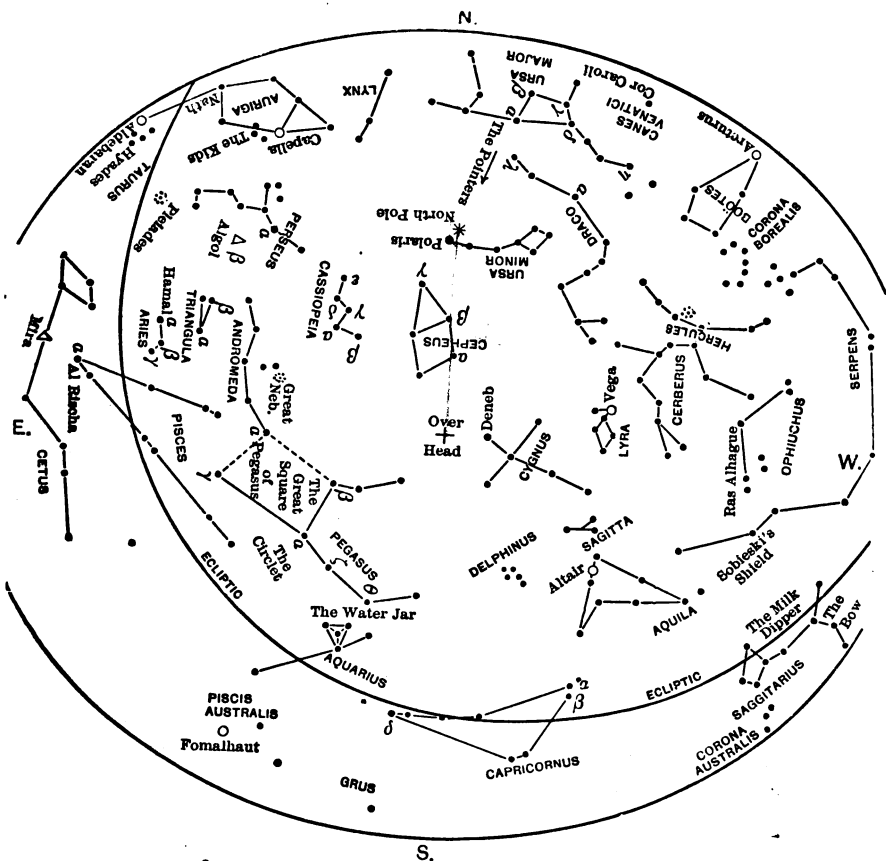 N.
URSA
MAJOR
β
α
γ
δ
η
Cor Caroli
CANES
VENATICI
Arcturus
LYNX
AURIGA
Nath
Capella
The Kids
Aldebaran
Hyades
TAURUS
Pleiades
The Pointers
λ
α
DRACO
BOOTES
CORONA
BOREALIS
PERSEUS
α
Algol
β
North Pole
Polaris
URSA
MINOR
CASSIOPEIA
ε
δ
γ
α
β
γ
β
CEPHEUS
α
HERCULES
SERPENS
Hamal
α
ARIES
β
γ
TRIANGULA
β
α
ANDROMEDA
Great
Neb.
Mira
α
Al Rischa
PISCES
E.
CETUS
Over
Head
Deneb
CYGNUS
Vega
LYRA
CERBERUS
Ras Alhague
OPHIUCHUS
W.
α
γ
The
Great
Square
of
Pegasus
β
α
The
Circlet
PEGASUS
ζ
θ
ECLIPTIC
DELPHINUS
SAGITTA
Altair
AQUILA
Sobieski's
Shield
The Water Jar
AQUARIUS
The Milk
Dipper
The
Bow
ECLIPTIC
SAGGITARIUS
CORONA
AUSTRALIS
PISCIS
AUSTRALIS
Fomalhaut
δ
α
β
CAPRICORNUS
GRUS
S.